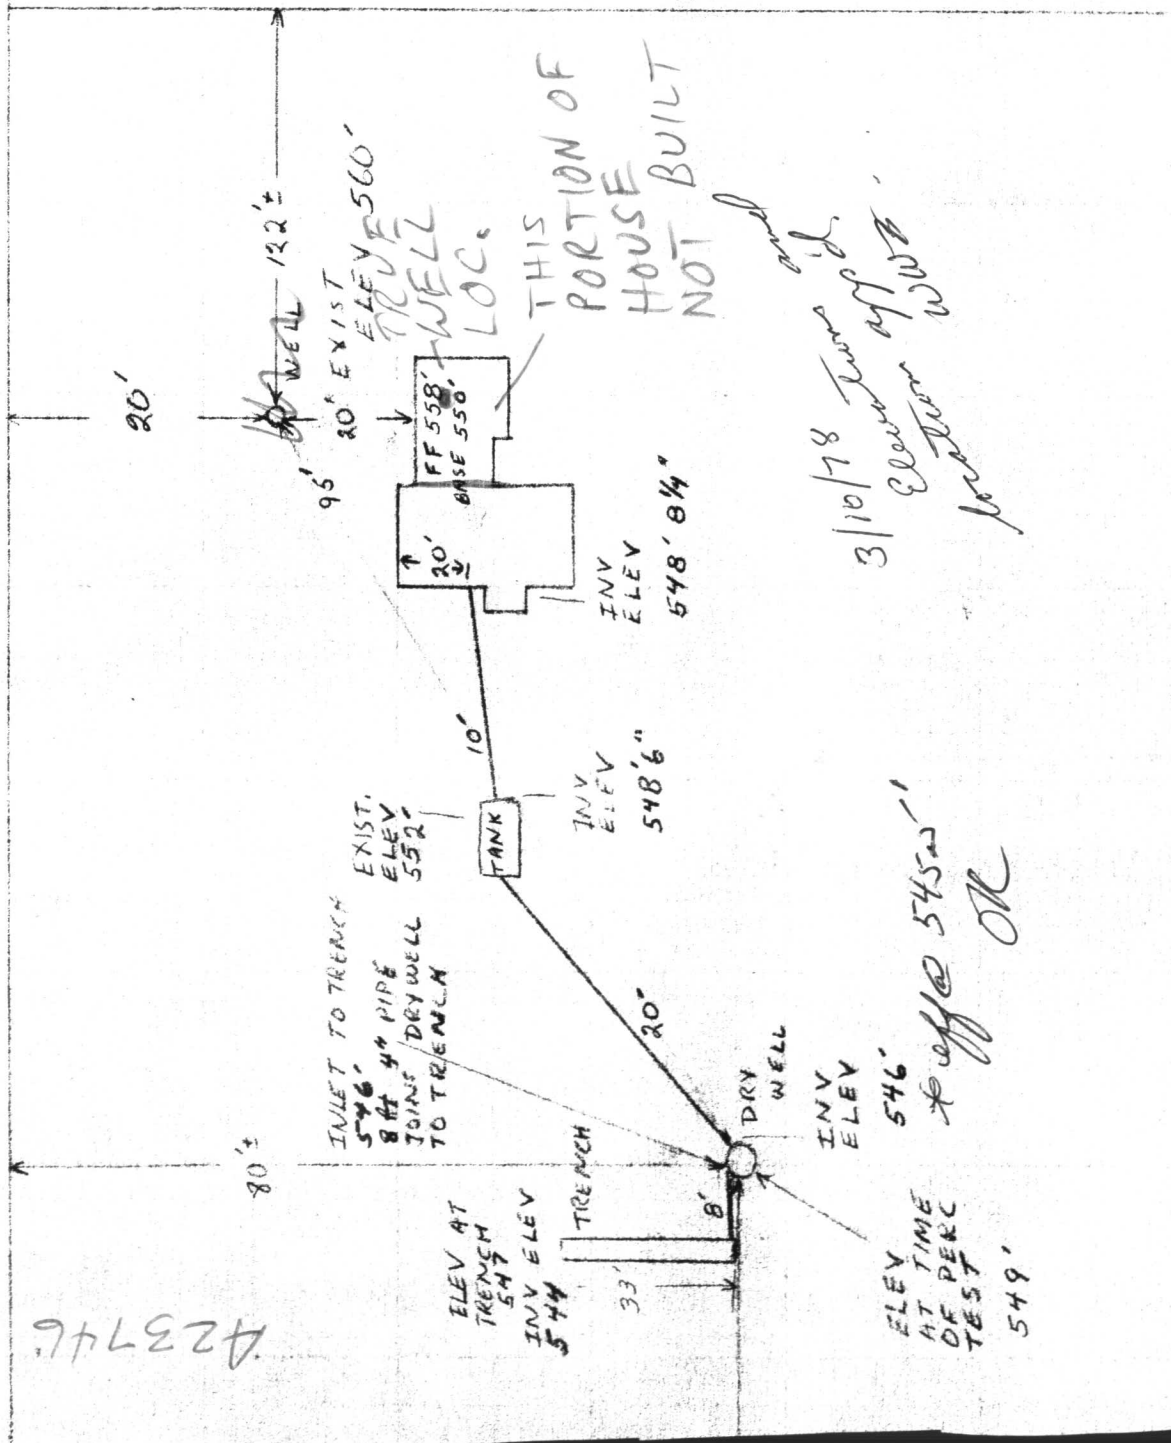 122'±
20'
WELL
95'
20' EXIST
ELEV 560'
TRUE
WELL
LOC.
THIS
PORTION OF
HOUSE
NOT BUILT
FF 558'
BASE 550'
20'
INV
ELEV
548' 8¼"
10'
EXIST.
ELEV
552'
TANK
INV
ELEV
548'6"
INLET TO TRENCH
546'
8 ft 4" PIPE
JOINS DRYWELL
TO TRENCH
20'
80'±
DRY
WELL
INV
ELEV
546'
ELEV AT
TRENCH
547
INV ELEV
544
TRENCH
8'
33'
ELEV
AT TIME
OF PERC
TEST
549'
OK
3/10/78 and
Elevation app'd.
location
A23746